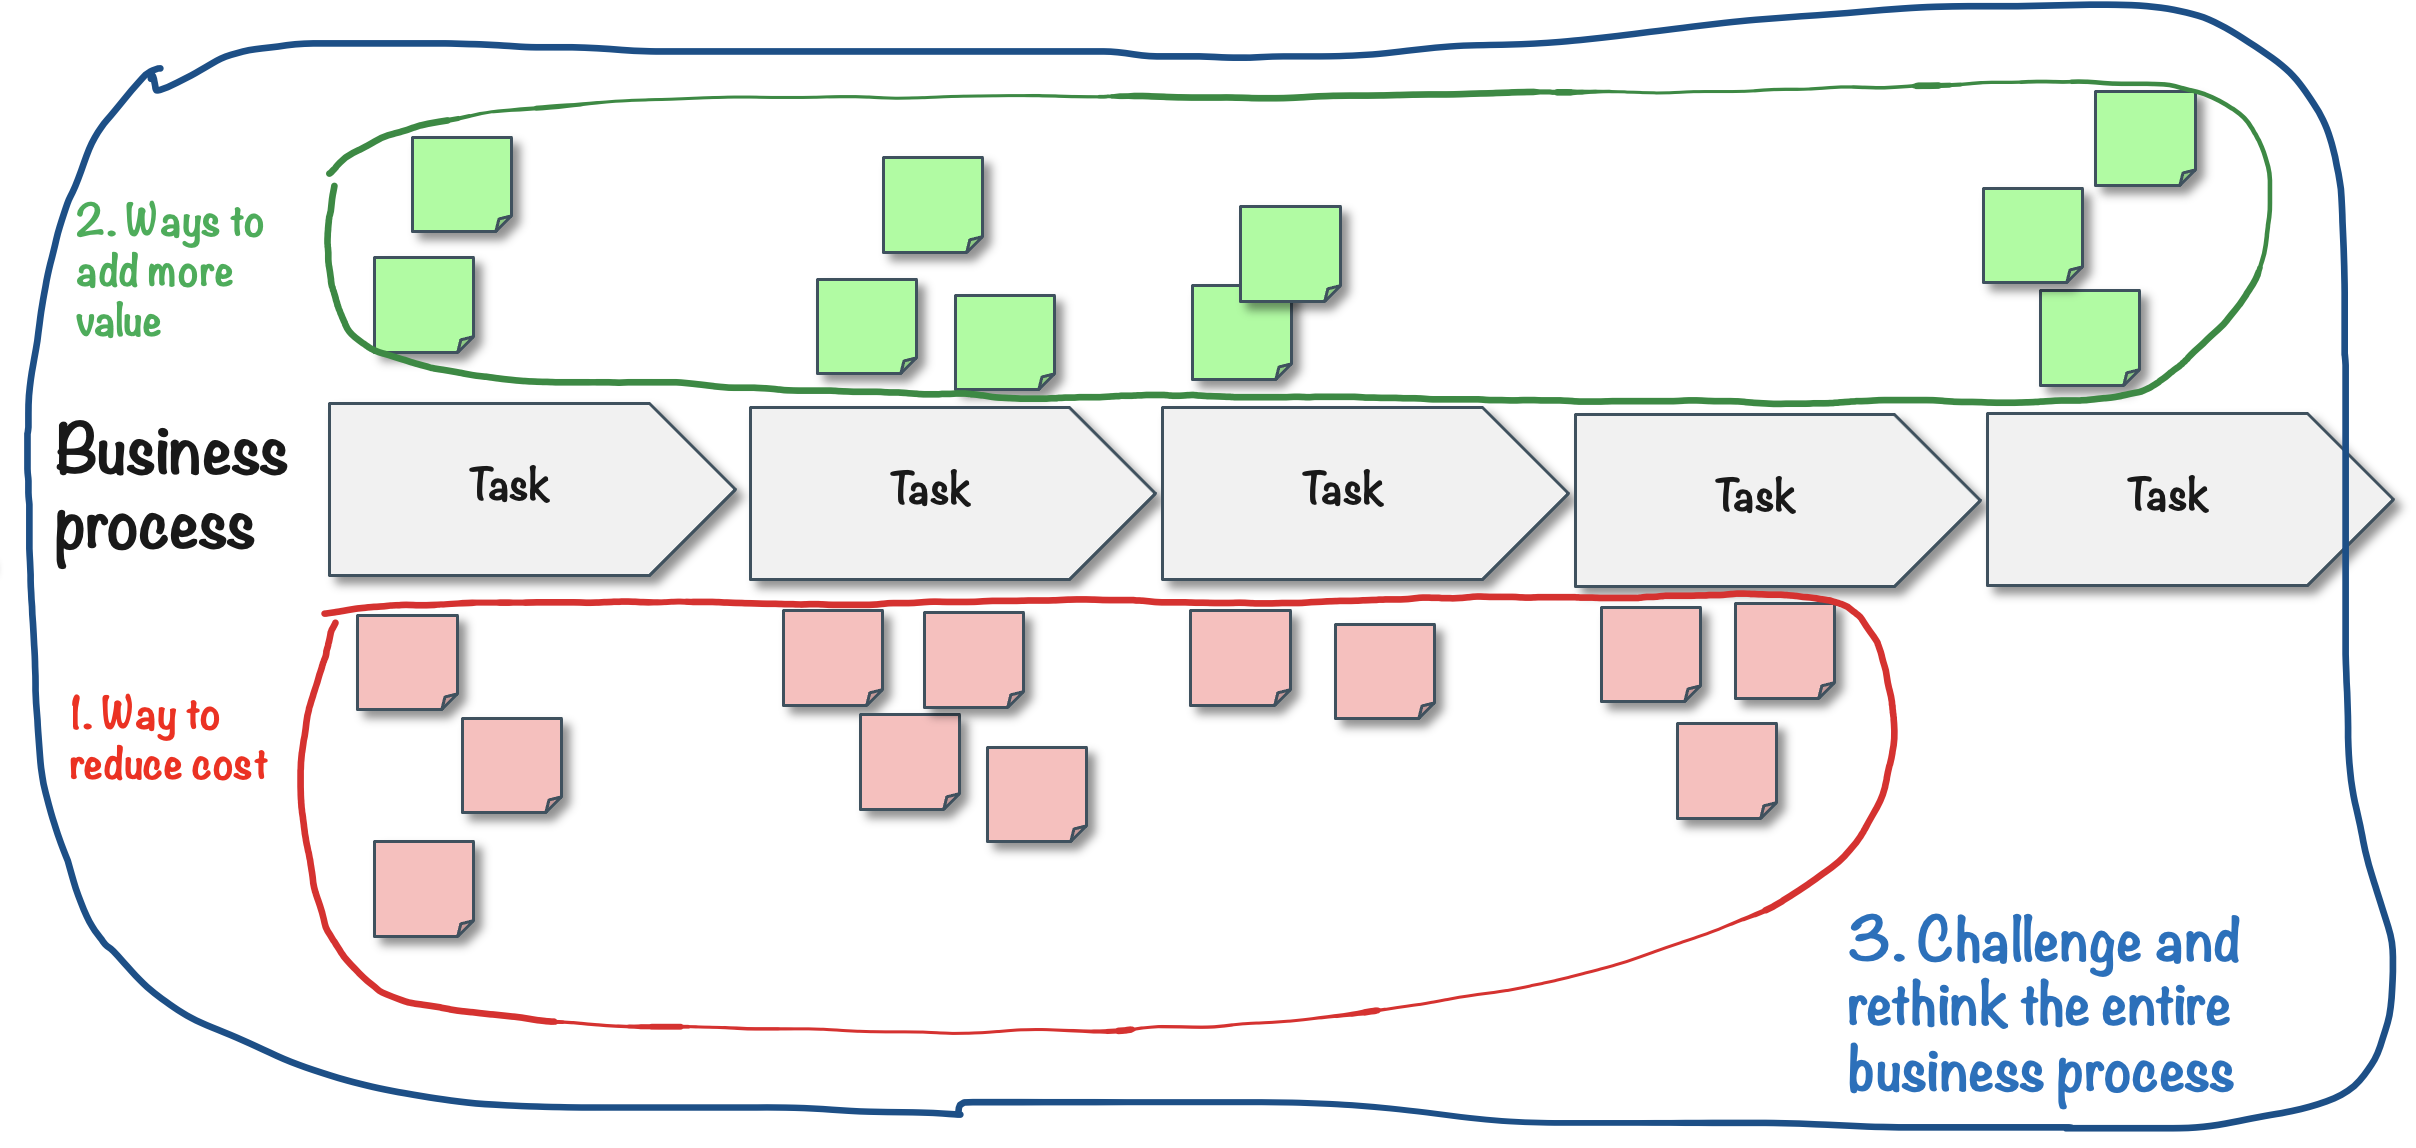 2. Ways to
add more
value
Business
process
Task
Task
Task
Task
Task
1. Way to
reduce cost
3. Challenge and
rethink the entire
business process